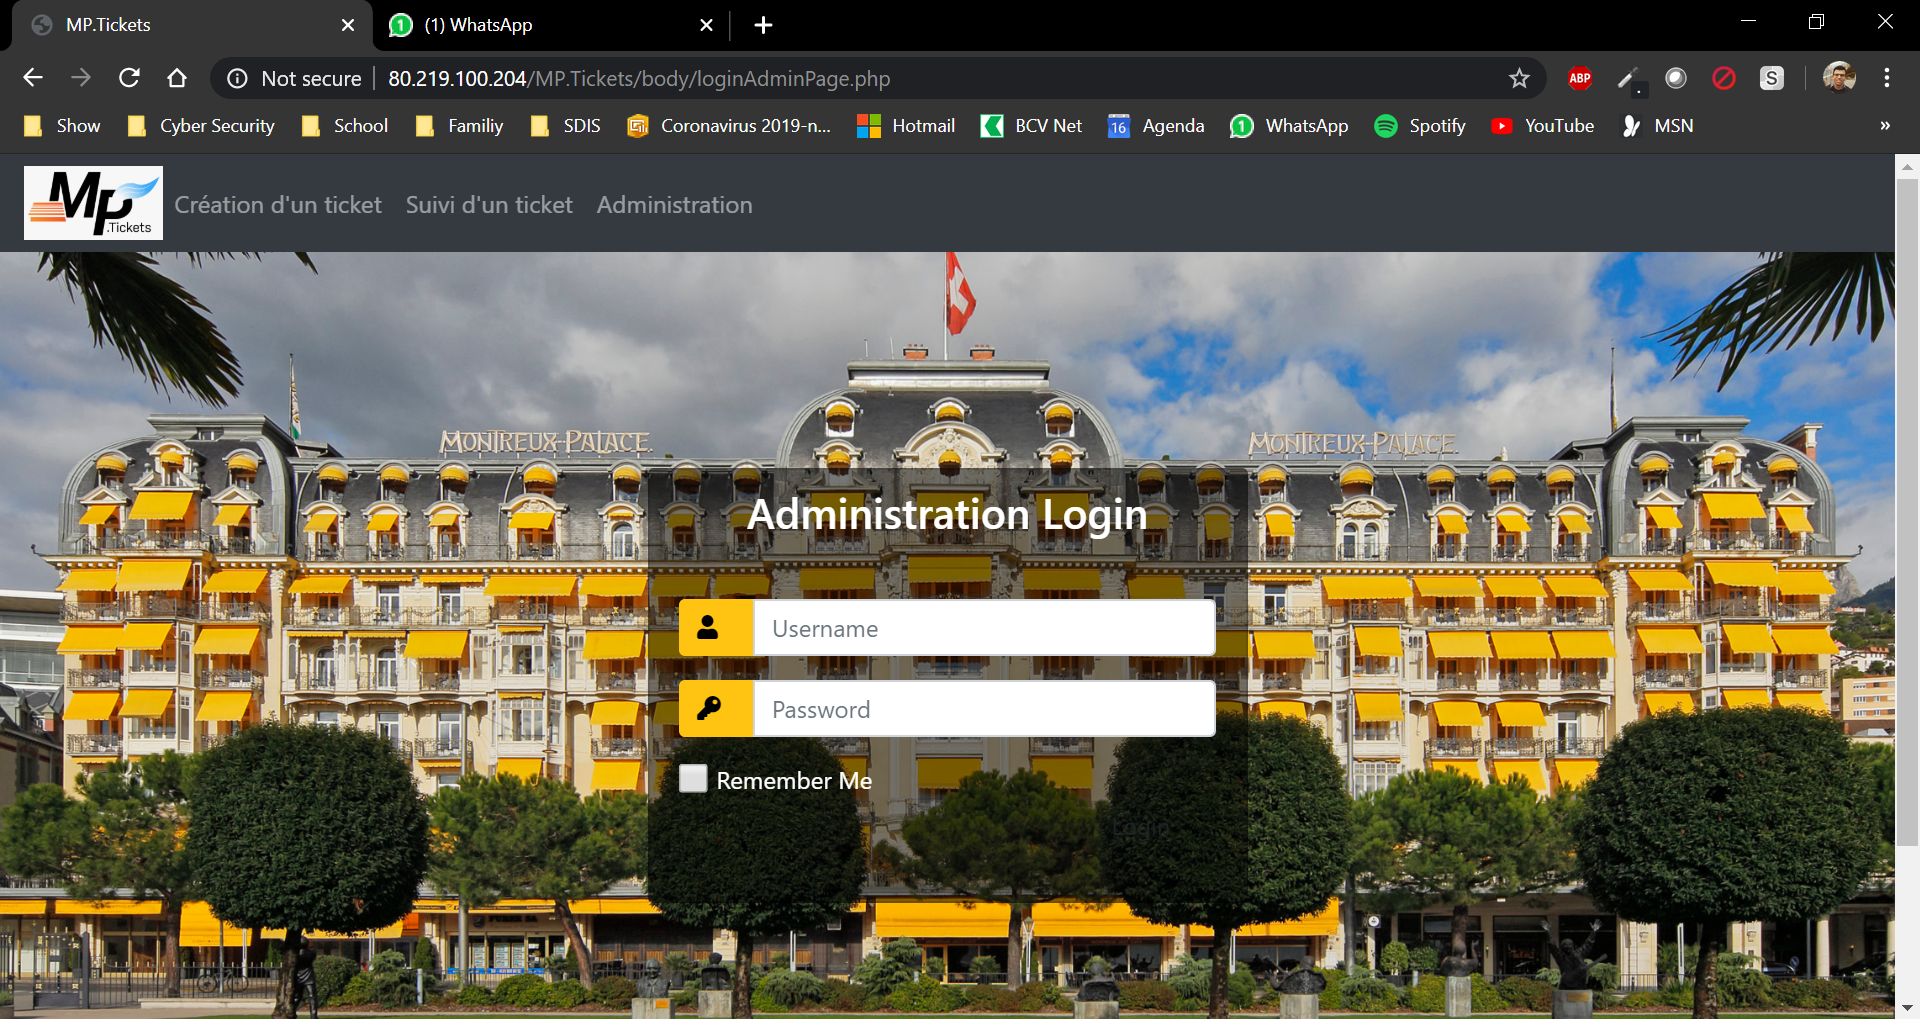 MP.Tickets
(1) WhatsApp
Not secure
80.219.100.204/MP.Tickets/body/loginAdminPage.php
ABP
S
Show
Cyber Security
School
Familiy
SDIS
Coronavirus 2019-n...
Hotmail
BCV Net
16
Agenda
1
WhatsApp
Spotify
YouTube
MSN
»
Mp
.Tickets
Création d'un ticket
Suivi d'un ticket
Administration
MONTREUX-PALACE
MONTREUX-PALACE
Administration Login
Username
Password
Remember Me
Login